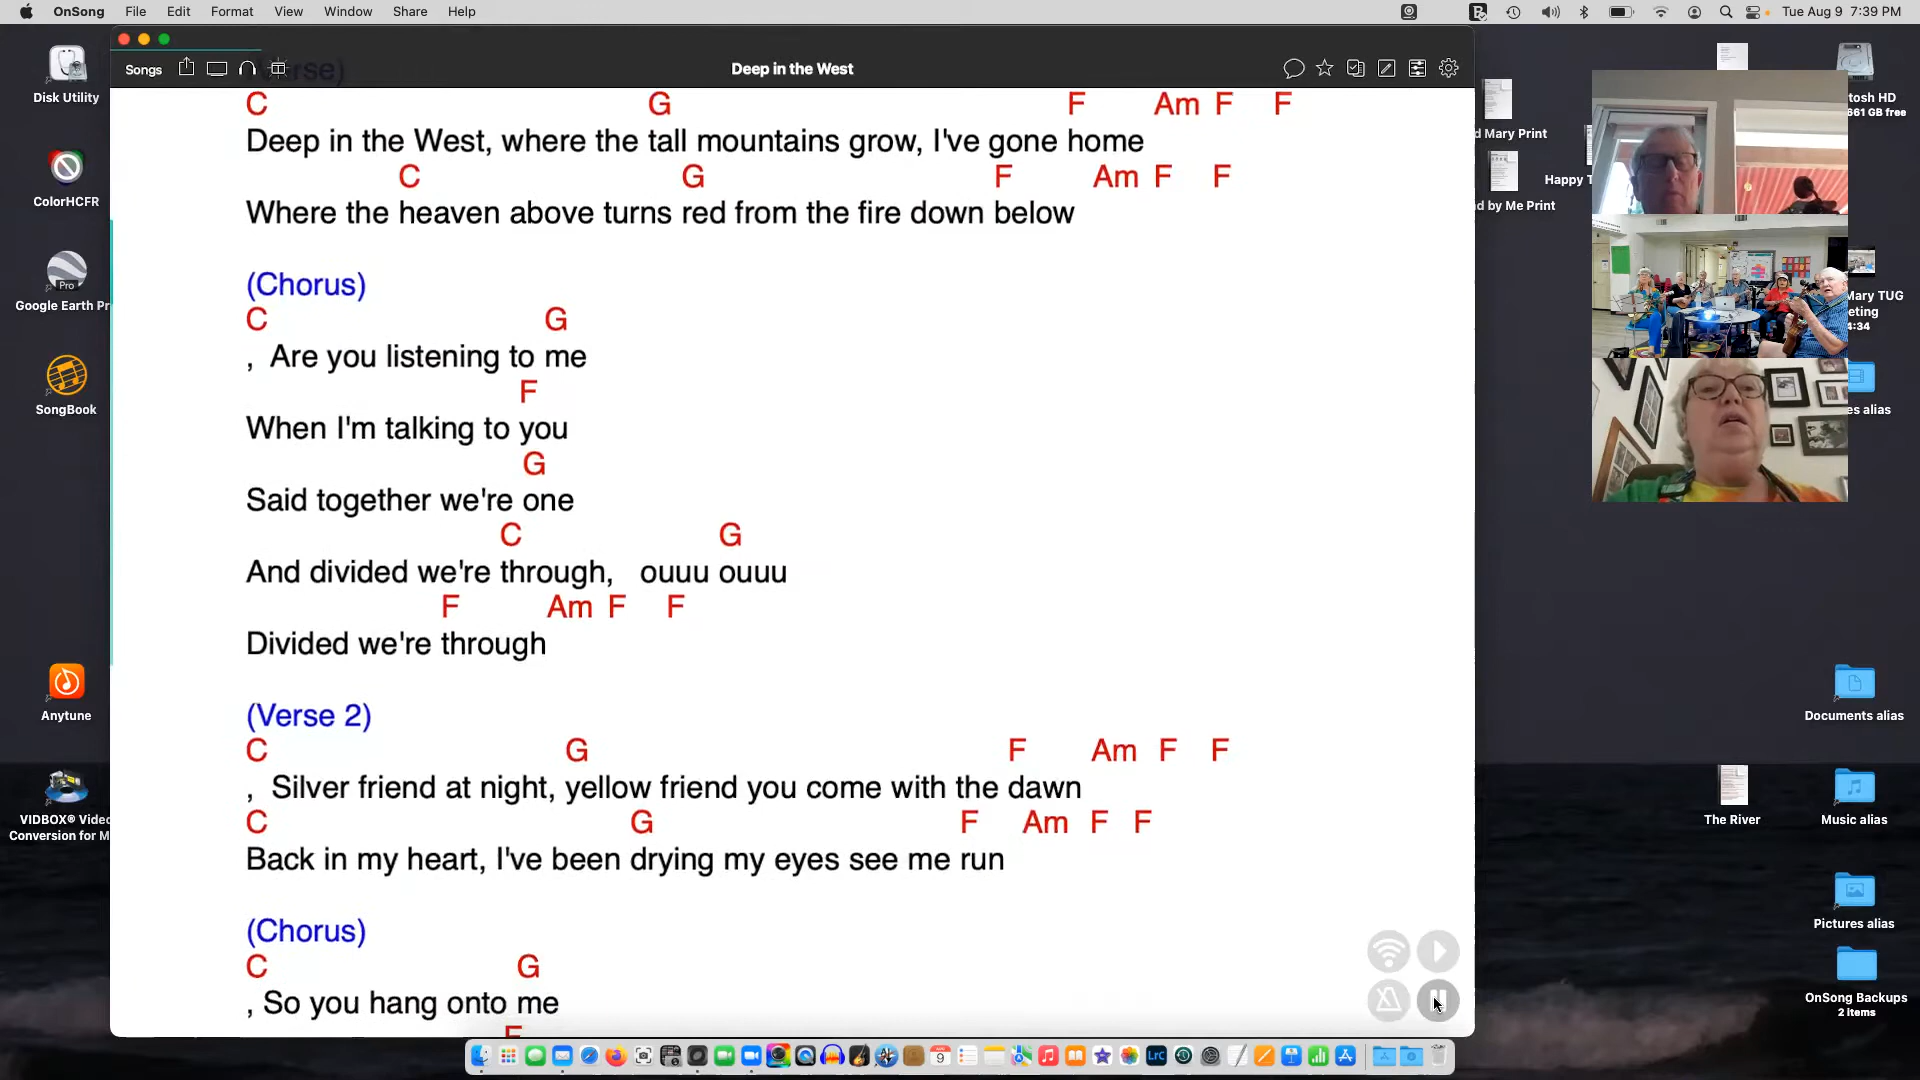 OnSong File Edit Format View Window Share Help Tue Aug 9 7:39 PM
Songs Deep in the West
C G F Am F F
Deep in the West, where the tall mountains grow, I've gone home
C G F Am F F
Where the heaven above turns red from the fire down below
(Chorus)
C G
, Are you listening to me
F
When I'm talking to you
G
Said together we're one
C G
And divided we're through, ouuu ouuu
F Am F F
Divided we're through
(Verse 2)
C G F Am F F
, Silver friend at night, yellow friend you come with the dawn
C G F Am F F
Back in my heart, I've been drying my eyes see me run
(Chorus)
C G
, So you hang onto me
F
Disk Utility
ColorHCFR
Pro
Google Earth Pr
SongBook
Anytune
VIDBOX® Videc
Conversion for M
tosh HD
661 GB free
d Mary Print
Happy T
d by Me Print
Mary TUG
eting
4:34
es alias
Documents alias
The River
Music alias
Pictures alias
OnSong Backups
2 items
9
LrC